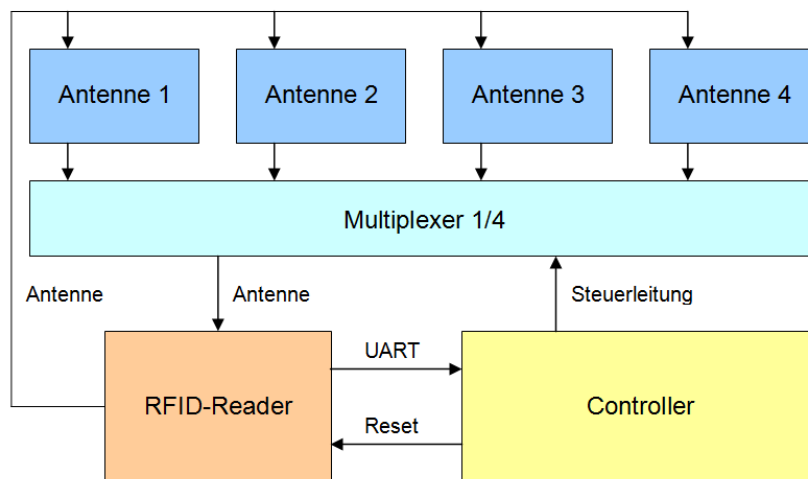 Antenne 1
Antenne 2
Antenne 3
Antenne 4
Multiplexer 1/4
Antenne
Antenne
Steuerleitung
UART
RFID-Reader
Controller
Reset